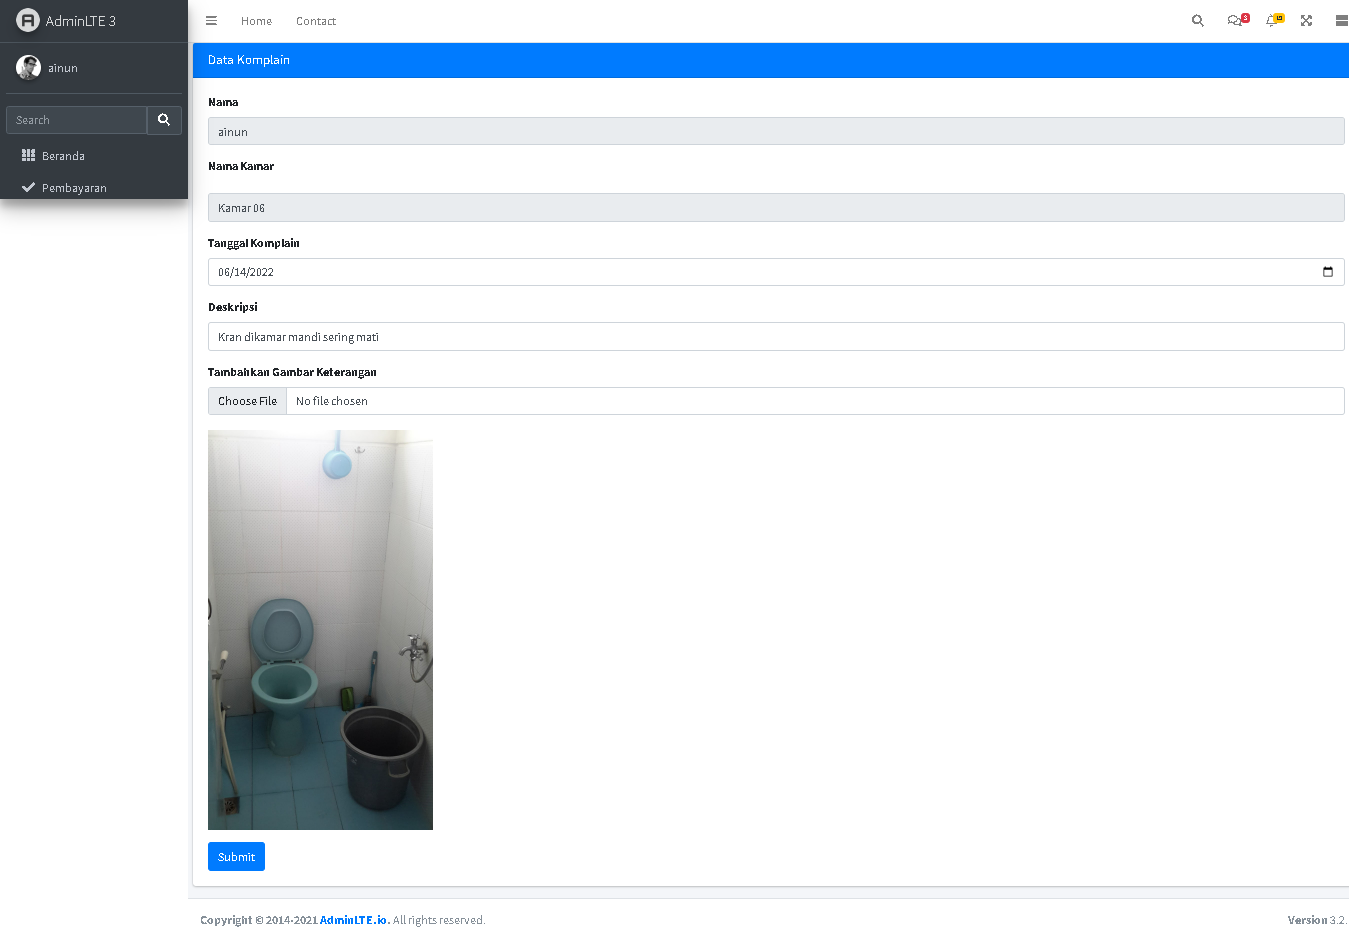 AdminLTE 3
Home
Contact
3
15
ainun
Search
Beranda
Pembayaran
Data Komplain
Nama
ainun
Nama Kamar
Kamar 06
Tanggal Komplain
06/14/2022
Deskripsi
Kran dikamar mandi sering mati
Tambahkan Gambar Keterangan
Choose File No file chosen
Submit
Copyright © 2014-2021 AdminLTE.io. All rights reserved.
Version 3.2.